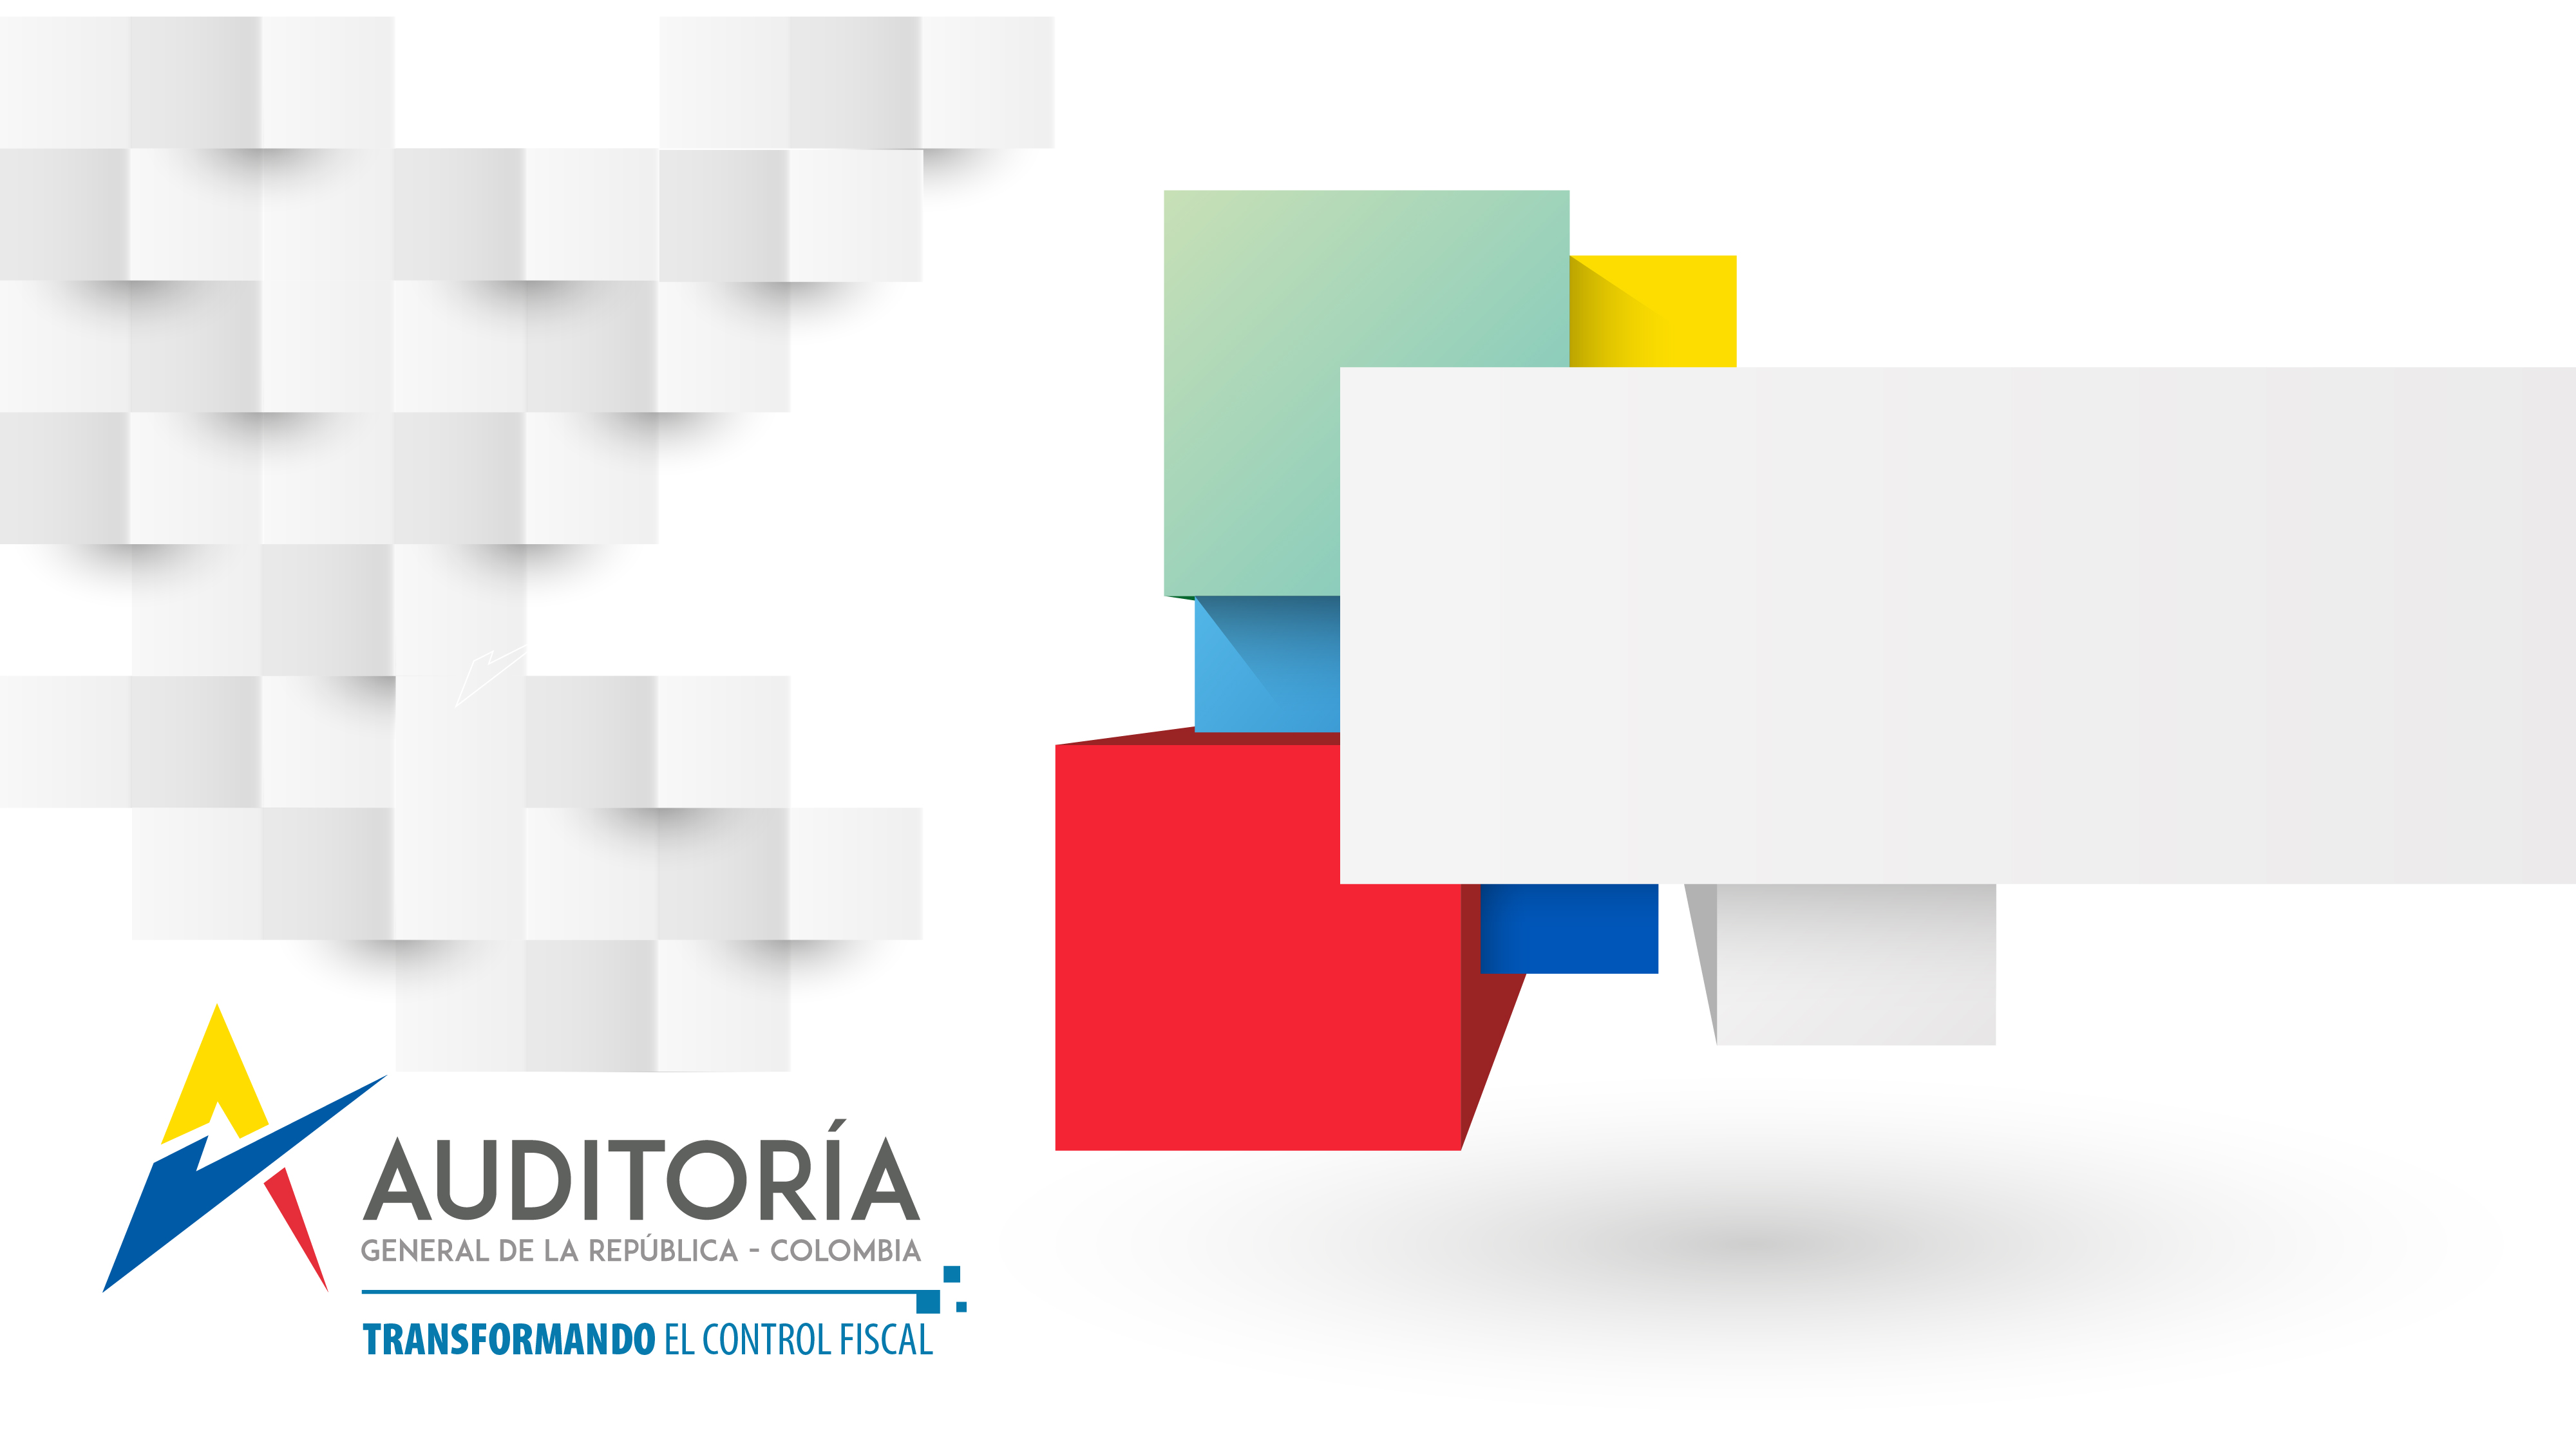 AUDITORÍA
GENERAL DE LA REPÚBLICA - COLOMBIA
TRANSFORMANDO EL CONTROL FISCAL